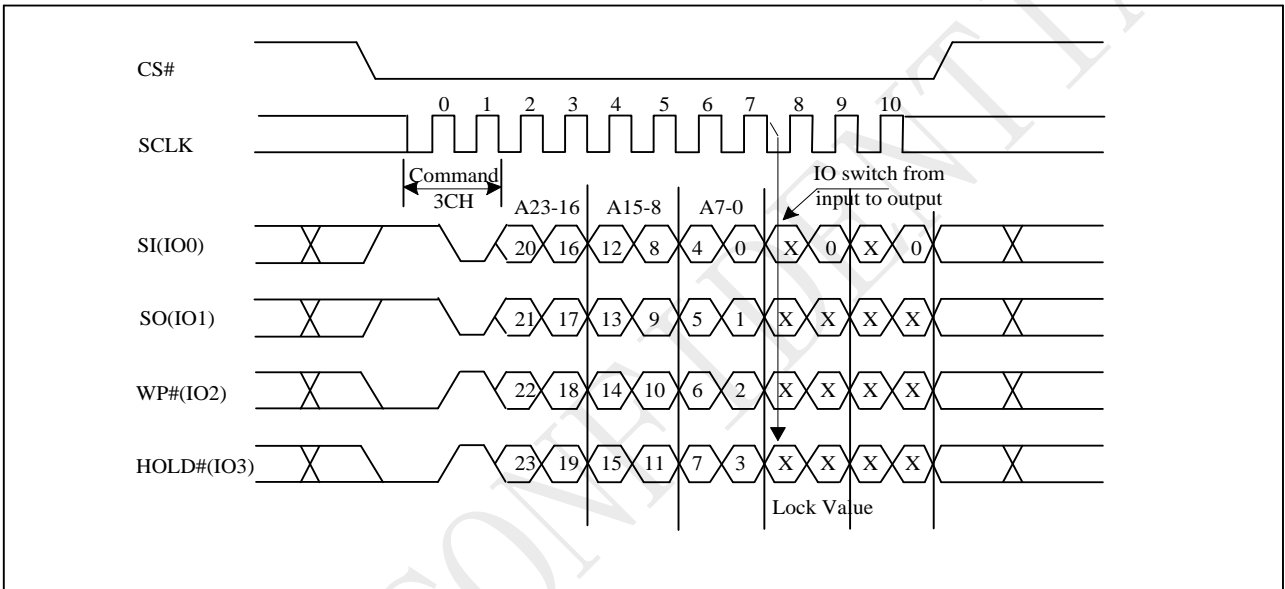 CS#
0 1 2 3 4 5 6 7 8 9 10
SCLK
Command
3CH
IO switch from
input to output
A23-16 A15-8 A7-0
SI(IO0) 20 16 12 8 4 0 X 0 X 0
SO(IO1) 21 17 13 9 5 1 X X X X
WP#(IO2) 22 18 14 10 6 2 X X X X
HOLD#(IO3) 23 19 15 11 7 3 X X X X
Lock Value
CONFIDENTIA